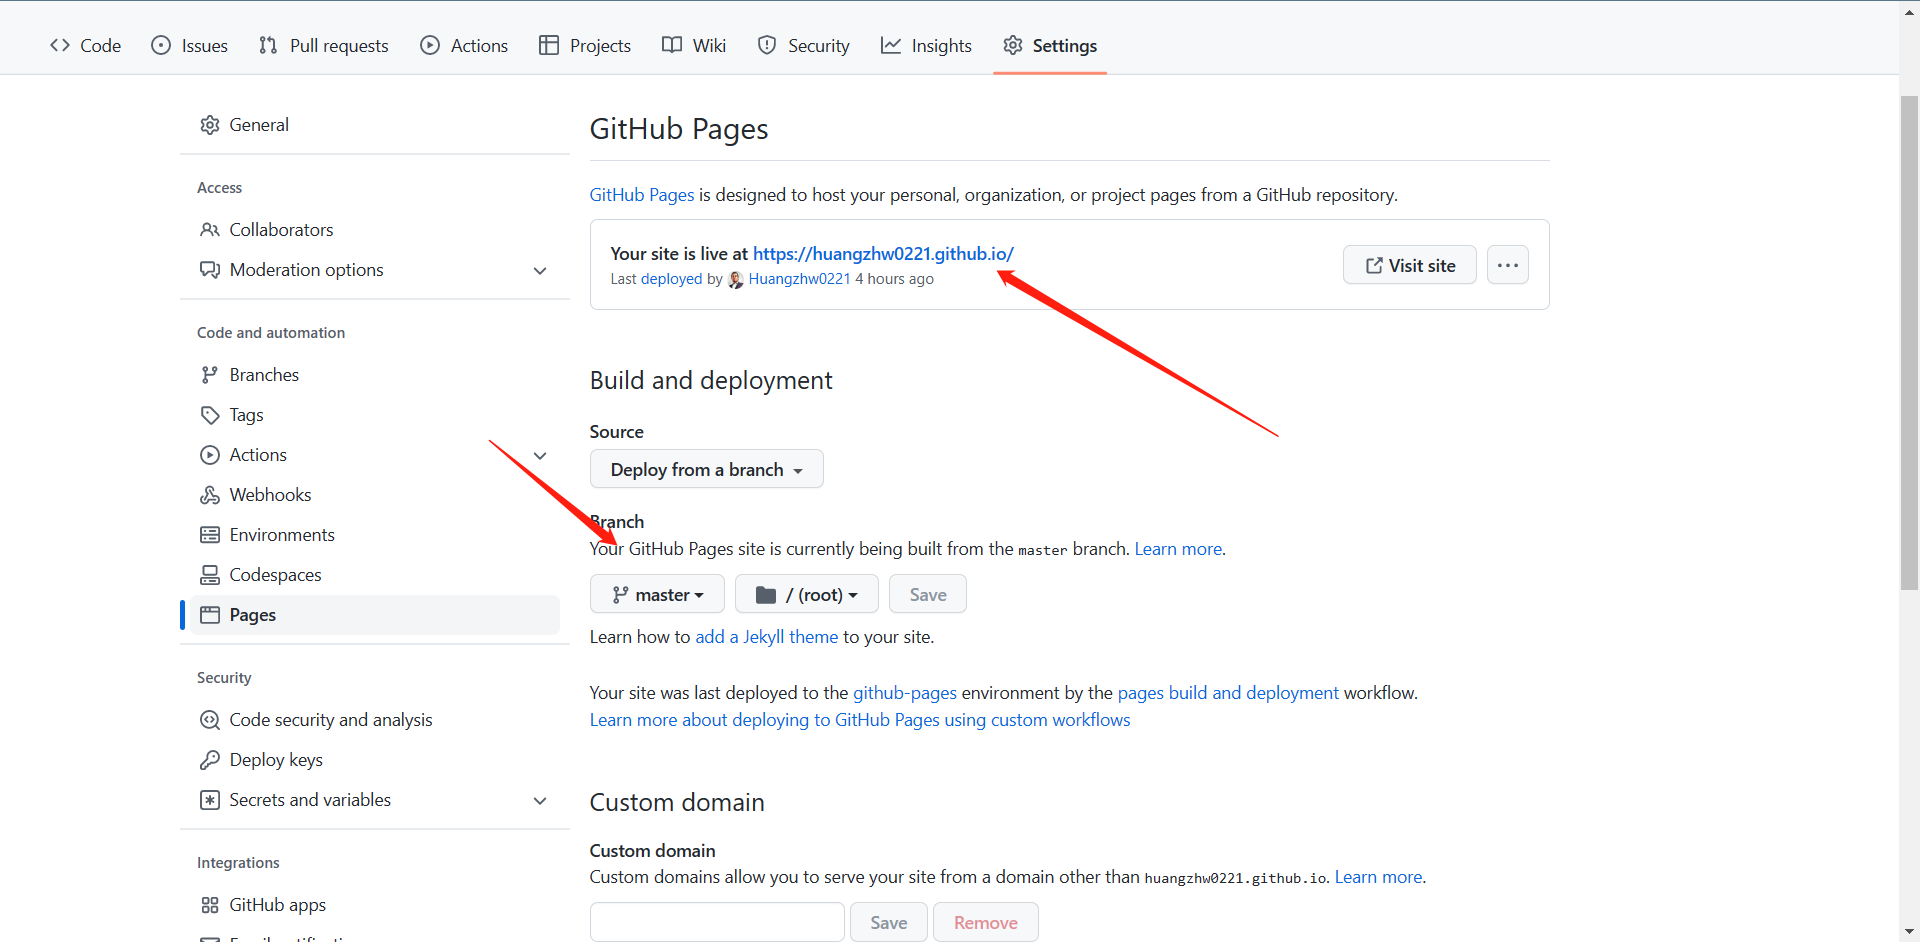 Code Issues Pull requests Actions Projects Wiki Security Insights Settings
General
Access
Collaborators
Moderation options
Code and automation
Branches
Tags
Actions
Webhooks
Environments
Codespaces
Pages
Security
Code security and analysis
Deploy keys
Secrets and variables
Integrations
GitHub apps
GitHub Pages
GitHub Pages is designed to host your personal, organization, or project pages from a GitHub repository.
Your site is live at https://huangzhw0221.github.io/
Last deployed by Huangzhw0221 4 hours ago
Visit site
Build and deployment
Source
Deploy from a branch
Branch
Your GitHub Pages site is currently being built from the master branch. Learn more.
master / (root) Save
Learn how to add a Jekyll theme to your site.
Your site was last deployed to the github-pages environment by the pages build and deployment workflow.
Learn more about deploying to GitHub Pages using custom workflows
Custom domain
Custom domain
Custom domains allow you to serve your site from a domain other than huangzhw0221.github.io. Learn more.
Save Remove